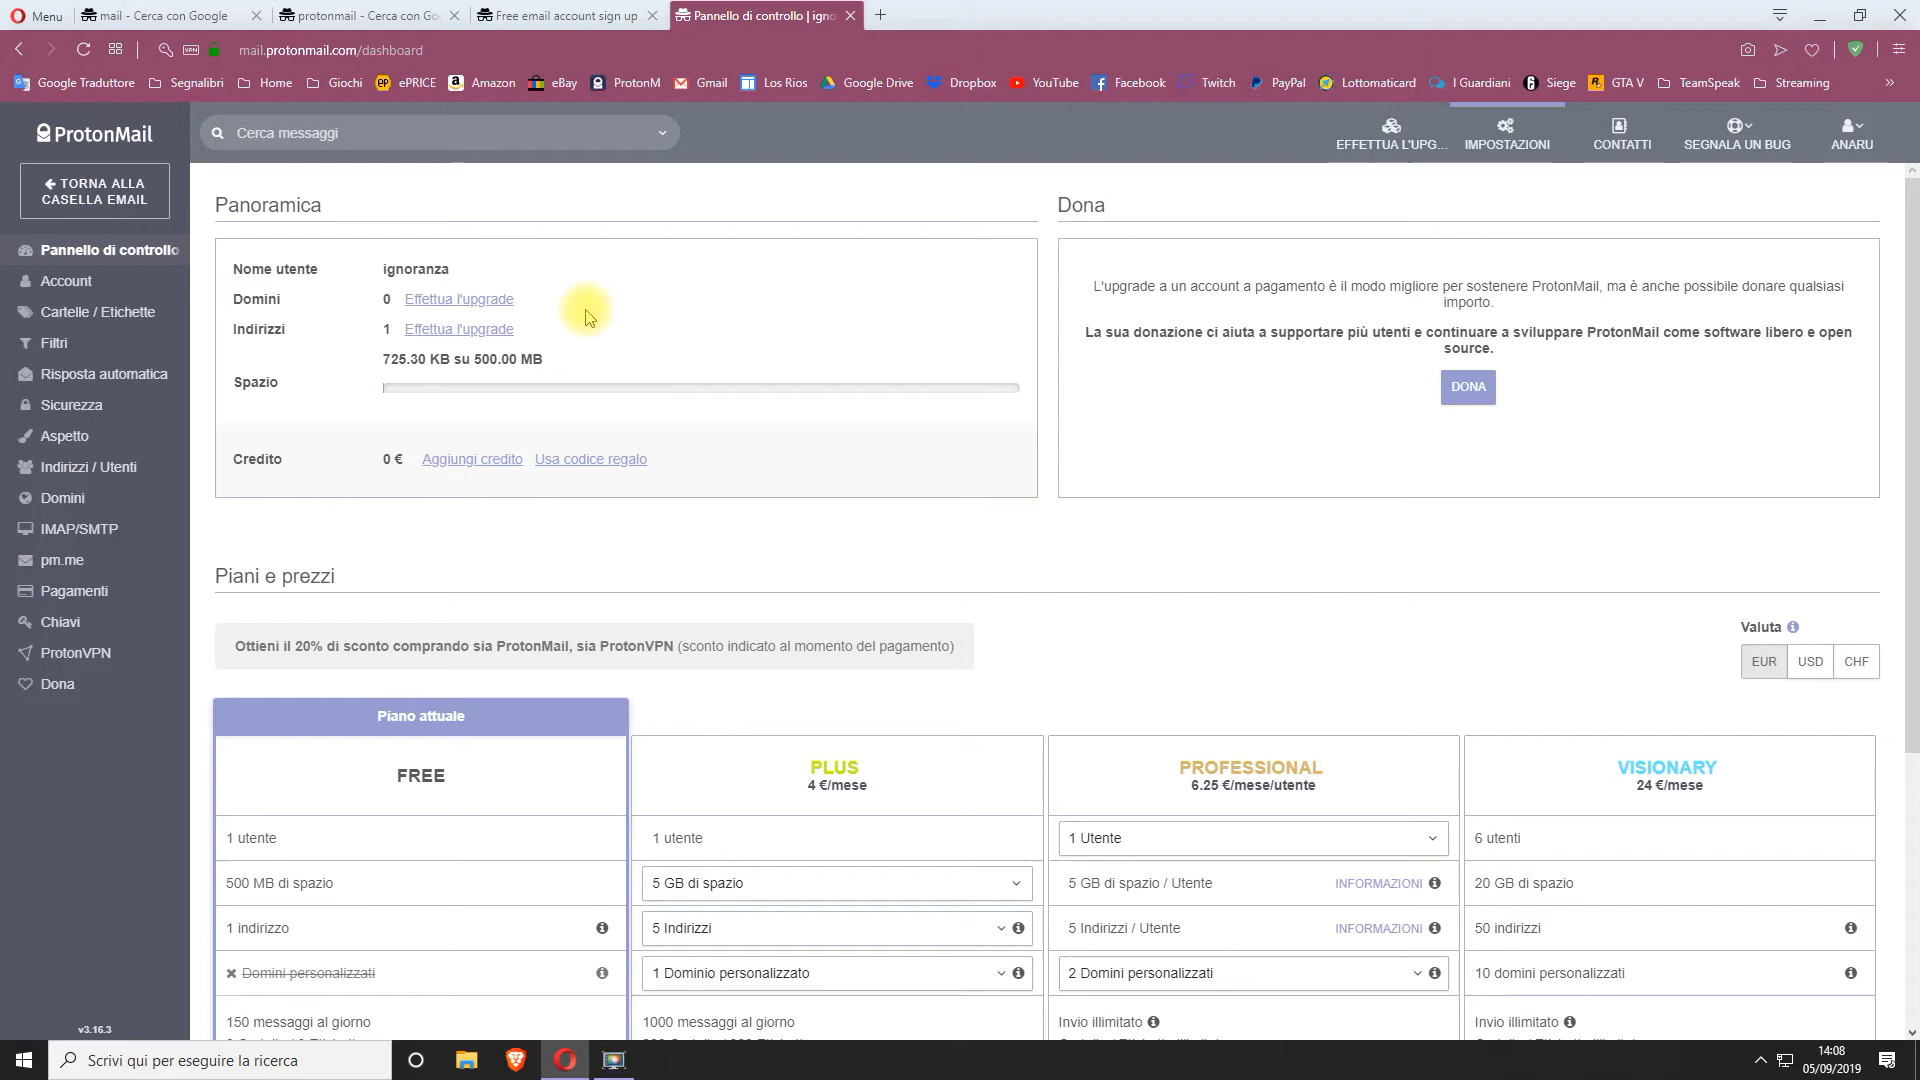 Menu
mail - Cerca con Google
protonmail - Cerca con Go
Free email account sign up
Pannello di controllo | igno
VPN
mail.protonmail.com/dashboard
Google Traduttore
Segnalibri
Home
Giochi
ePRICE
Amazon
eBay
ProtonM
Gmail
Los Rios
Google Drive
Dropbox
YouTube
Facebook
Twitch
PayPal
Lottomaticard
I Guardiani
Siege
GTA V
TeamSpeak
Streaming
ProtonMail
Cerca messaggi
EFFETTUA L'UPG...
IMPOSTAZIONI
CONTATTI
SEGNALA UN BUG
ANARU
TORNA ALLA
CASELLA EMAIL
Pannello di controllo
Account
Cartelle / Etichette
Filtri
Risposta automatica
Sicurezza
Aspetto
Indirizzi / Utenti
Domini
IMAP/SMTP
pm.me
Pagamenti
Chiavi
ProtonVPN
Dona
v3.16.3
Panoramica
Nome utente ignoranza
Domini 0 Effettua l'upgrade
Indirizzi 1 Effettua l'upgrade
725.30 KB su 500.00 MB
Spazio
Credito 0 € Aggiungi credito Usa codice regalo
Dona
L'upgrade a un account a pagamento è il modo migliore per sostenere ProtonMail, ma è anche possibile donare qualsiasi
importo.
La sua donazione ci aiuta a supportare più utenti e continuare a sviluppare ProtonMail come software libero e open
source.
DONA
Piani e prezzi
Ottieni il 20% di sconto comprando sia ProtonMail, sia ProtonVPN (sconto indicato al momento del pagamento)
Valuta
EUR USD CHF
Piano attuale
FREE
1 utente
500 MB di spazio
1 indirizzo
Domini personalizzati
150 messaggi al giorno
PLUS
4 €/mese
1 utente
5 GB di spazio
5 Indirizzi
1 Dominio personalizzato
1000 messaggi al giorno
PROFESSIONAL
6.25 €/mese/utente
1 Utente
5 GB di spazio / Utente INFORMAZIONI
5 Indirizzi / Utente INFORMAZIONI
2 Domini personalizzati
Invio illimitato
VISIONARY
24 €/mese
6 utenti
20 GB di spazio
50 indirizzi
10 domini personalizzati
Invio illimitato
Scrivi qui per eseguire la ricerca
14:08
05/09/2019